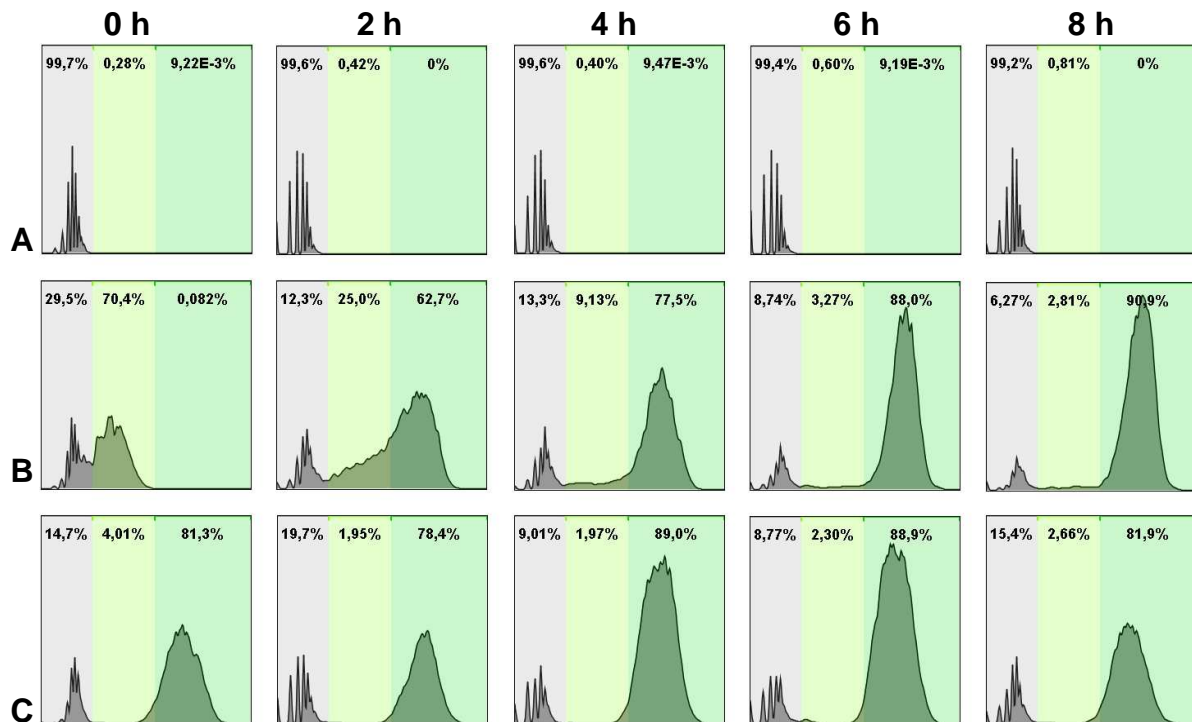 0 h 2 h 4 h 6 h 8 h
99,7% 0,28% 9,22E-3% 99,6% 0,42% 0% 99,6% 0,40% 9,47E-3% 99,4% 0,60% 9,19E-3% 99,2% 0,81% 0%
A
29,5% 70,4% 0,082% 12,3% 25,0% 62,7% 13,3% 9,13% 77,5% 8,74% 3,27% 88,0% 6,27% 2,81% 90,9%
B
14,7% 4,01% 81,3% 19,7% 1,95% 78,4% 9,01% 1,97% 89,0% 8,77% 2,30% 88,9% 15,4% 2,66% 81,9%
C